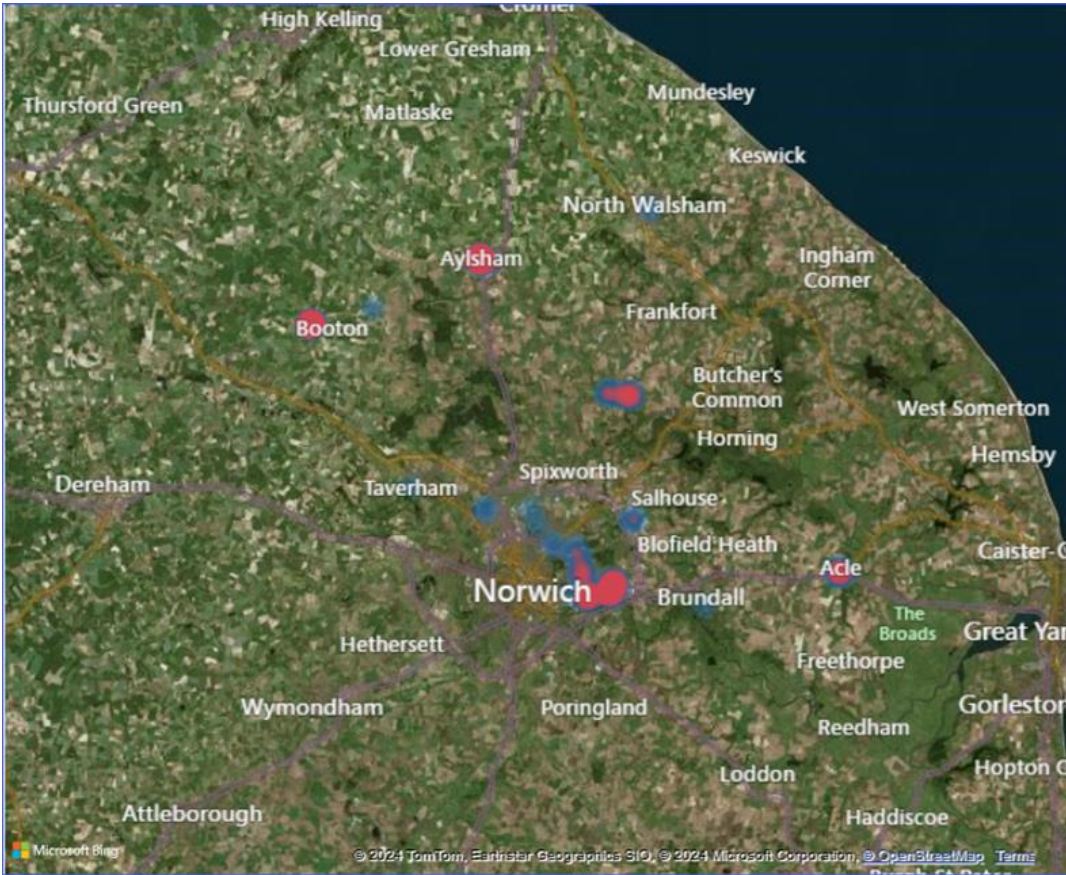 Cromer
High Kelling
Lower Gresham
Thursford Green
Matlaske
Mundesley
Keswick
North Walsham
Aylsham
Ingham
Corner
Booton
Frankfort
Butcher's
Common
West Somerton
Horning
Hemsby
Dereham
Taverham
Spixworth
Salhouse
Blofield Heath
Caister-
Acle
Norwich
Brundall
The
Broads
Great Yar
Hethersett
Freethorpe
Wymondham
Poringland
Gorleston
Reedham
Loddon
Hopton
Attleborough
Haddiscoe
Microsoft Bing
© 2024 TomTom, Earthstar Geographics SIO, © 2024 Microsoft Corporation, © OpenStreetMap Terms